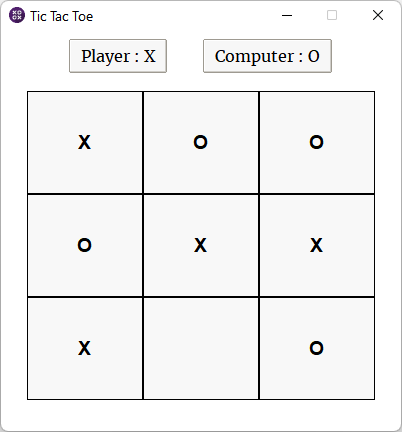 Tic Tac Toe
Player : X Computer : O
X O O
O X X
X O